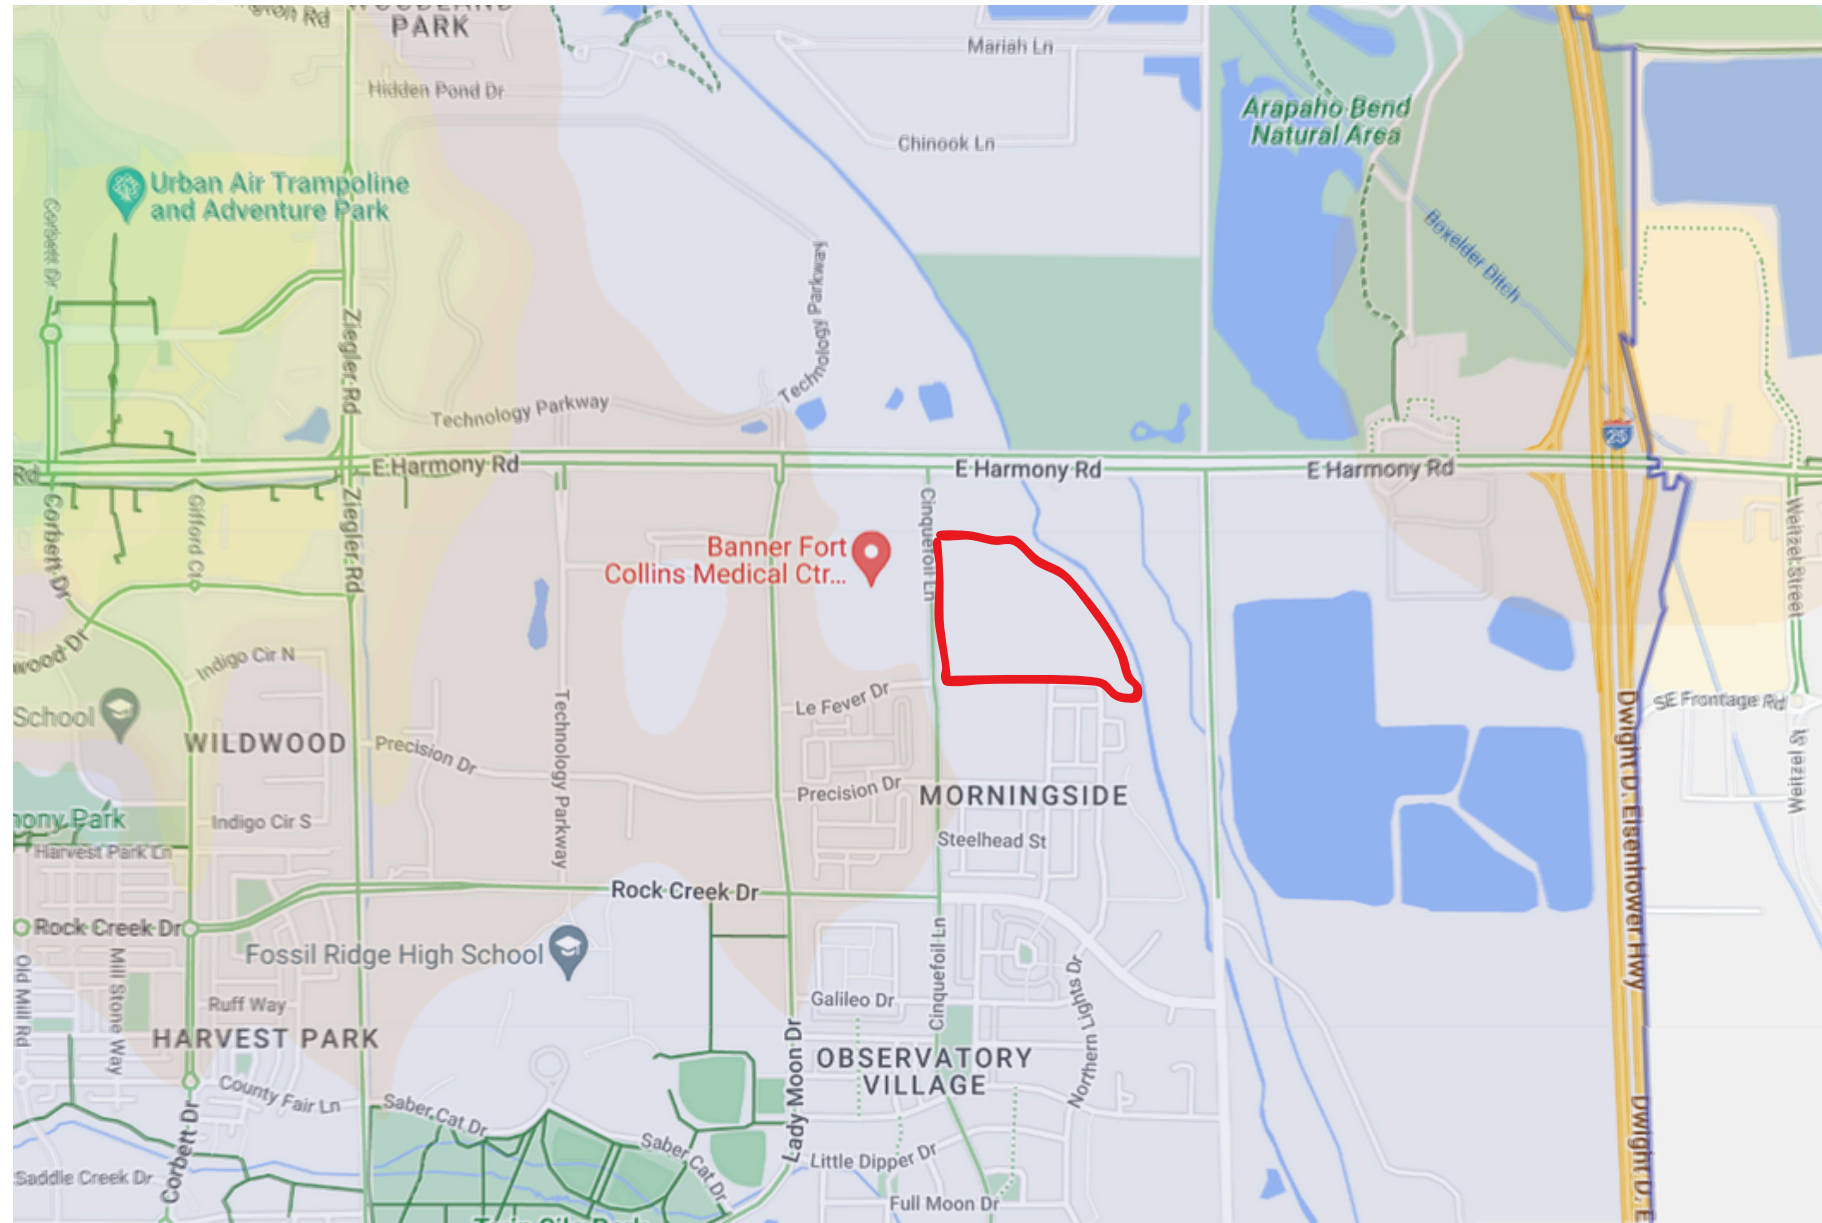 PARK
Mariah Ln
Hidden Pond Dr
Chinook Ln
Arapaho Bend
Natural Area
Urban Air Trampoline
and Adventure Park
Corbett Dr
Boxelder Ditch
Technology Parkway
Ziegler Rd
Technology Parkway
25
Rd
E Harmony Rd
E Harmony Rd
E Harmony Rd
Corbett Dr
Gifford Ct
Ziegler Rd
Cinquefoil Ln
Weitzel Street
Banner Fort
Collins Medical Ctr...
wood Dr
Indigo Cir N
School
Le Fever Dr
SE Frontage Rd
WILDWOOD
Precision Dr
Technology Parkway
Precision Dr
MORNINGSIDE
Weitzel St
Dwight D. Eisenhower Hwy
mony Park
Indigo Cir S
Steelhead St
Harvest Park Ln
Rock Creek Dr
Rock Creek Dr
Fossil Ridge High School
Old Mill Rd
Mill Stone Way
Ruff Way
Galileo Dr
Cinquefoil Ln
Northern Lights Dr
HARVEST PARK
OBSERVATORY
VILLAGE
County Fair Ln
Saber Cat Dr
Lady Moon Dr
Corbett Dr
Saber Cat Dr
Little Dipper Dr
Saddle Creek Dr
Full Moon Dr
Dwight D. E